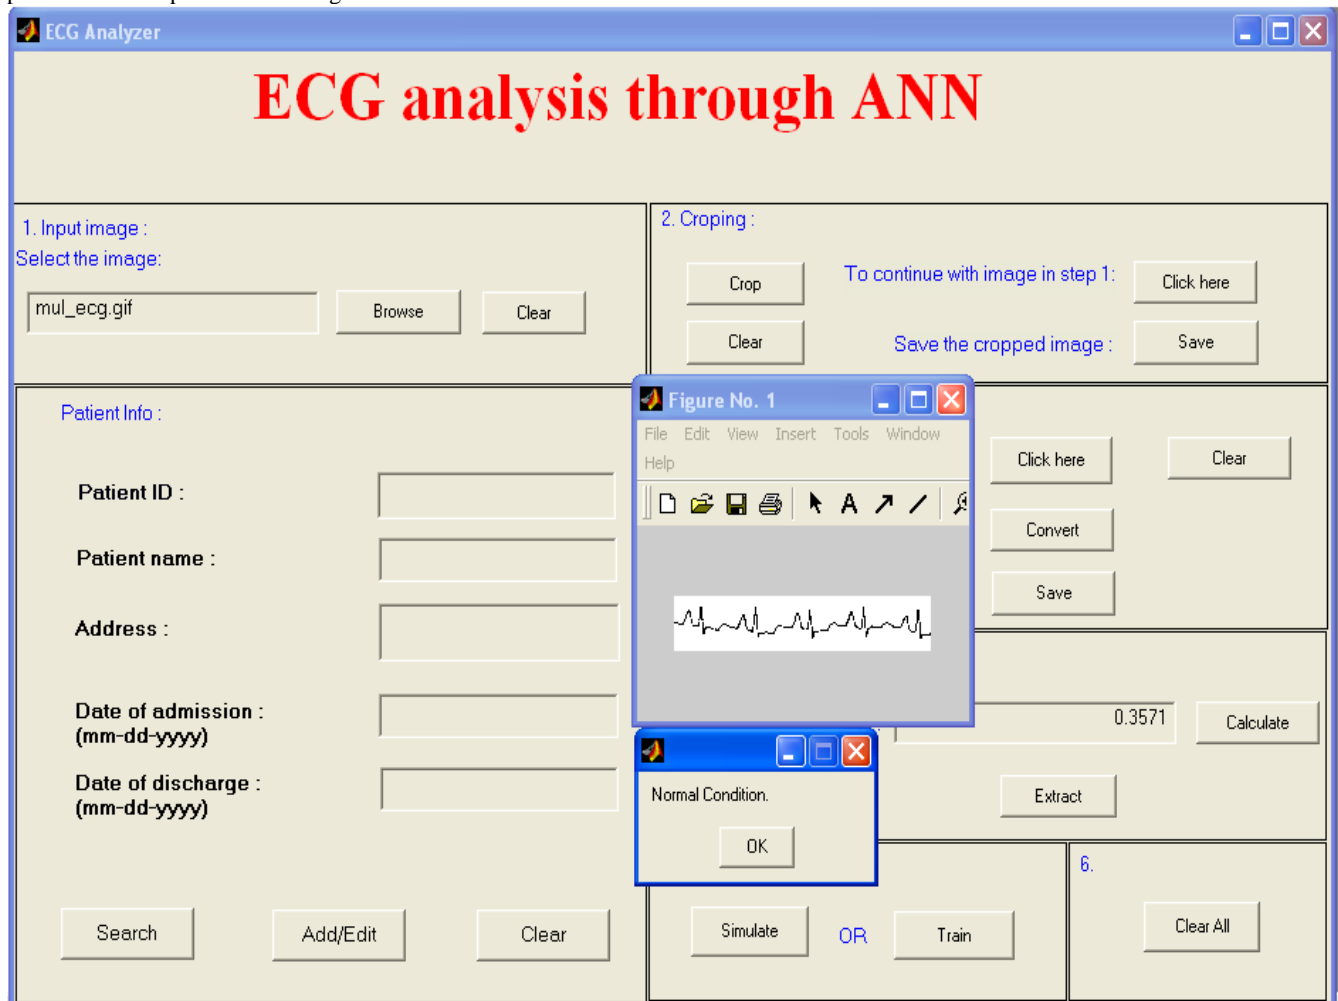 ECG Analyzer
ECG analysis through ANN
1. Input image :
Select the image:
mul_ecg.gif
Browse
Clear
2. Croping :
Crop
To continue with image in step 1:
Click here
Clear
Save the cropped image :
Save
Patient Info :
Patient ID :
Patient name :
Address :
Date of admission :
(mm-dd-yyyy)
Date of discharge :
(mm-dd-yyyy)
Search
Add/Edit
Clear
Figure No. 1
File Edit View Insert Tools Window
Help
A
Click here
Clear
Convert
Save
0.3571
Calculate
Extract
Normal Condition.
OK
Simulate
OR
Train
6.
Clear All